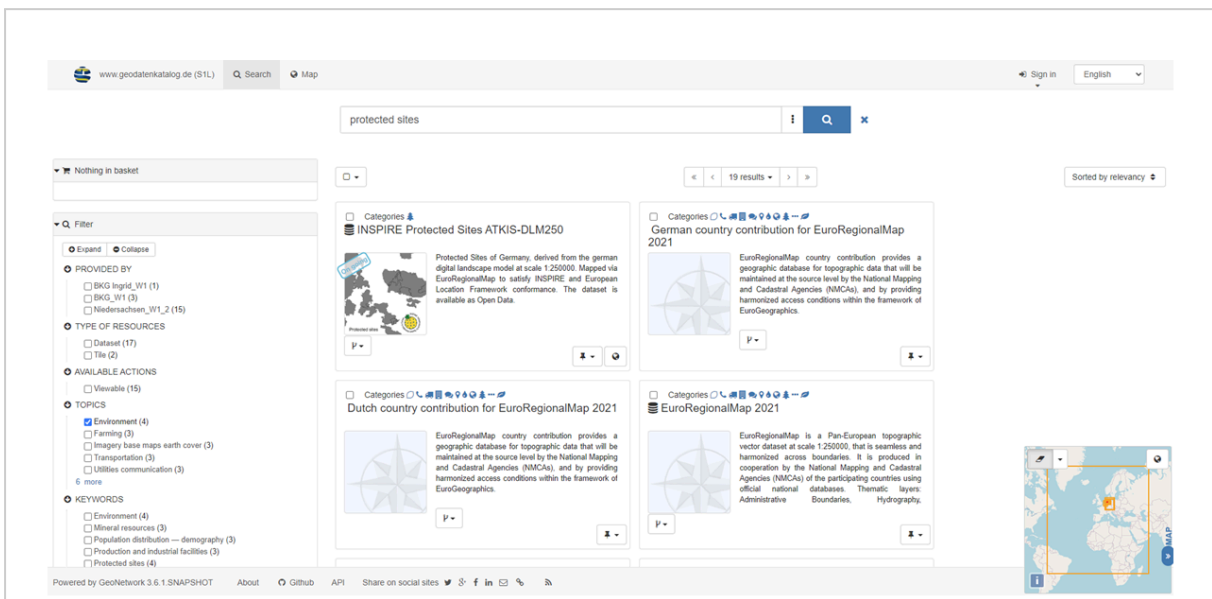 www.geodatenkatalog.de (S1L) Search Map Sign in English
protected sites
Nothing in basket
19 results
Sorted by relevancy
Filter
Expand Collapse
PROVIDED BY
BKG Ingrid_W1 (1)
BKG_W1 (3)
Niedersachsen_W1_2 (15)
TYPE OF RESOURCES
Dataset (17)
Tile (2)
AVAILABLE ACTIONS
Viewable (15)
TOPICS
Environment (4)
Farming (3)
Imagery base maps earth cover (3)
Transportation (3)
Utilities communication (3)
6 more
KEYWORDS
Environment (4)
Mineral resources (3)
Population distribution — demography (3)
Production and industrial facilities (3)
Protected sites (4)
Categories
INSPIRE Protected Sites ATKIS-DLM250
Protected Sites of Germany, derived from the german
digital landscape model at scale 1:250000. Mapped via
EuroRegionalMap to satisfy INSPIRE and European
Location Framework conformance. The dataset is
available as Open Data.
Protected sites
Categories
German country contribution for EuroRegionalMap
2021
EuroRegionalMap country contribution provides a
geographic database for topographic data that will be
maintained at the source level by the National Mapping
and Cadastral Agencies (NMCAs), and by providing
harmonized access conditions within the framework of
EuroGeographics.
Categories
Dutch country contribution for EuroRegionalMap 2021
EuroRegionalMap country contribution provides a
geographic database for topographic data that will be
maintained at the source level by the National Mapping
and Cadastral Agencies (NMCAs), and by providing
harmonized access conditions within the framework of
EuroGeographics.
Categories
EuroRegionalMap 2021
EuroRegionalMap is a Pan-European topographic
vector dataset at scale 1:250000, that is seamless and
harmonized across boundaries. It is produced in
cooperation by the National Mapping and Cadastral
Agencies (NMCAs) of the participating countries using
official national databases. Thematic layers:
Administrative Boundaries, Hydrography,
MAP
Powered by GeoNetwork 3.6.1.SNAPSHOT About Github API Share on social sites